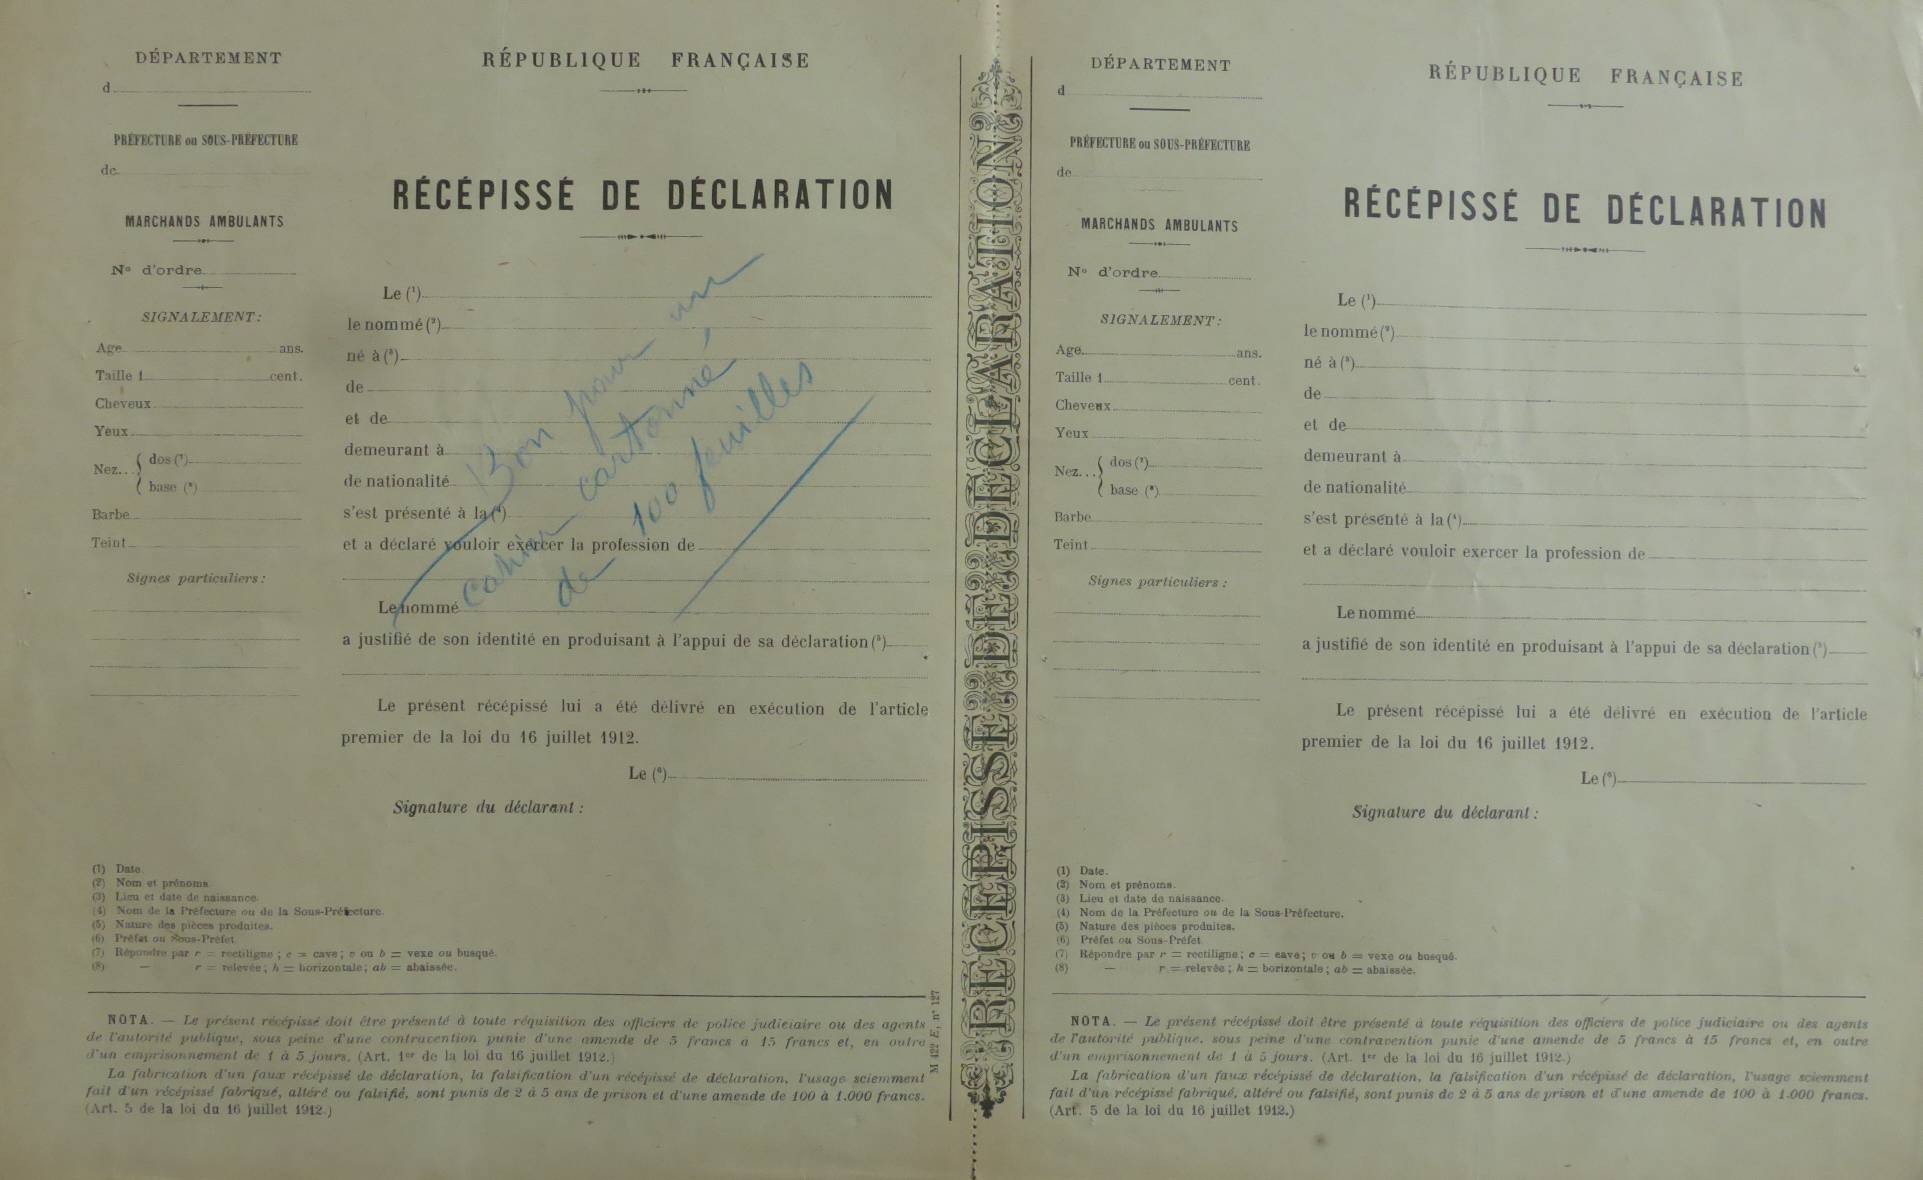 DÉPARTEMENT
d
PRÉFECTURE ou SOUS-PRÉFECTURE
de
MARCHANDS AMBULANTS
N° d'ordre
SIGNALEMENT :
Age ans.
Taille 1 cent.
Cheveux
Yeux
Nez... { dos (⁷)
base (⁸)
Barbe
Teint
Signes particuliers :
RÉPUBLIQUE FRANÇAISE
RÉCÉPISSÉ DE DÉCLARATION
Le (¹)
le nommé (²)
né à (³)
de
et de
demeurant à
de nationalité
s'est présenté à la (⁴)
et a déclaré vouloir exercer la profession de
Le nommé
a justifié de son identité en produisant à l'appui de sa déclaration (⁵)
Le présent récépissé lui a été délivré en exécution de l'article
premier de la loi du 16 juillet 1912.
Le (⁶)
Signature du déclarant :
Bon pour un
cahier cartonné,
de 100 feuilles
(1) Date.
(2) Nom et prénoms.
(3) Lieu et date de naissance.
(4) Nom de la Préfecture ou de la Sous-Préfecture.
(5) Nature des pièces produites.
(6) Préfet ou Sous-Préfet
(7) Répondre par r = rectiligne ; c = cave ; v ou b = vexe ou busqué.
(8) — r = relevée ; h = horizontale ; ab = abaissée.
NOTA. — Le présent récépissé doit être présenté à toute réquisition des officiers de police judiciaire ou des agents
de l'autorité publique, sous peine d'une contravention punie d'une amende de 5 francs à 15 francs et, en outre
d'un emprisonnement de 1 à 5 jours. (Art. 1er de la loi du 16 juillet 1912.)
La fabrication d'un faux récépissé de déclaration, la falsification d'un récépissé de déclaration, l'usage sciemment
fait d'un récépissé fabriqué, altéré ou falsifié, sont punis de 2 à 5 ans de prison et d'une amende de 100 à 1.000 francs.
(Art. 5 de la loi du 16 juillet 1912.)
M 422 E, n° 127
RÉCÉPISSÉ DE DÉCLARATION
DÉPARTEMENT
d
PRÉFECTURE ou SOUS-PRÉFECTURE
de
MARCHANDS AMBULANTS
N° d'ordre
SIGNALEMENT :
Age ans.
Taille 1 cent.
Cheveux
Yeux
Nez... { dos (⁷)
base (⁸)
Barbe
Teint
Signes particuliers :
RÉPUBLIQUE FRANÇAISE
RÉCÉPISSÉ DE DÉCLARATION
Le (¹)
le nommé (²)
né à (³)
de
et de
demeurant à
de nationalité
s'est présenté à la (⁴)
et a déclaré vouloir exercer la profession de
Le nommé
a justifié de son identité en produisant à l'appui de sa déclaration (⁵)
Le présent récépissé lui a été délivré en exécution de l'article
premier de la loi du 16 juillet 1912.
Le (⁶)
Signature du déclarant :
(1) Date.
(2) Nom et prénoms.
(3) Lieu et date de naissance.
(4) Nom de la Préfecture ou de la Sous-Préfecture.
(5) Nature des pièces produites.
(6) Préfet ou Sous-Préfet
(7) Répondre par r = rectiligne ; c = cave ; v ou b = vexe ou busqué.
(8) — r = relevée ; h = horizontale ; ab = abaissée.
NOTA. — Le présent récépissé doit être présenté à toute réquisition des officiers de police judiciaire ou des agents
de l'autorité publique, sous peine d'une contravention punie d'une amende de 5 francs à 15 francs et, en outre
d'un emprisonnement de 1 à 5 jours. (Art. 1er de la loi du 16 juillet 1912.)
La fabrication d'un faux récépissé de déclaration, la falsification d'un récépissé de déclaration, l'usage sciemment
fait d'un récépissé fabriqué, altéré ou falsifié, sont punis de 2 à 5 ans de prison et d'une amende de 100 à 1.000 francs.
(Art. 5 de la loi du 16 juillet 1912.)